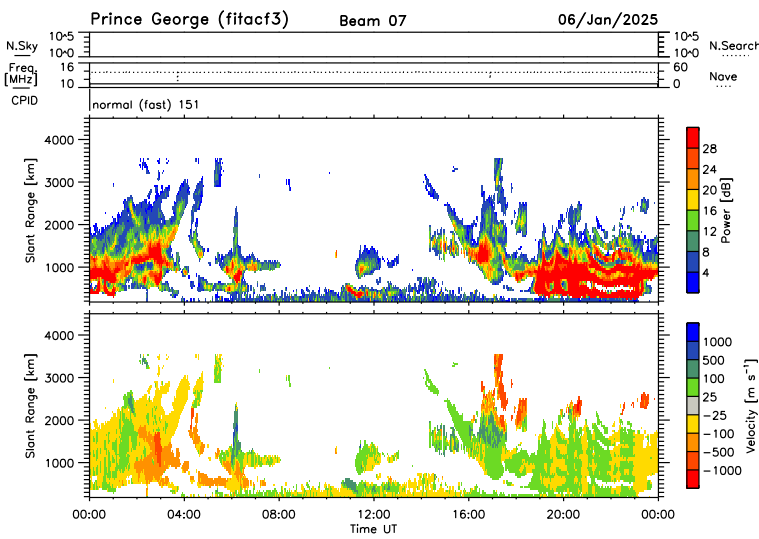 Prince George (fitacf3) Beam 07 06/Jan/2025
N.Sky 10^5 10^0 10^5 10^0 N.Search
Freq. [MHz] 16 10 60 0 Nave
CPID normal (fast) 151
Slant Range [km] 4000 3000 2000 1000
28 24 20 16 12 8 4 Power [dB]
Slant Range [km] 4000 3000 2000 1000
1000 500 100 25 -25 -100 -500 -1000 Velocity [m s⁻¹]
00:00 04:00 08:00 12:00 16:00 20:00 00:00
Time UT